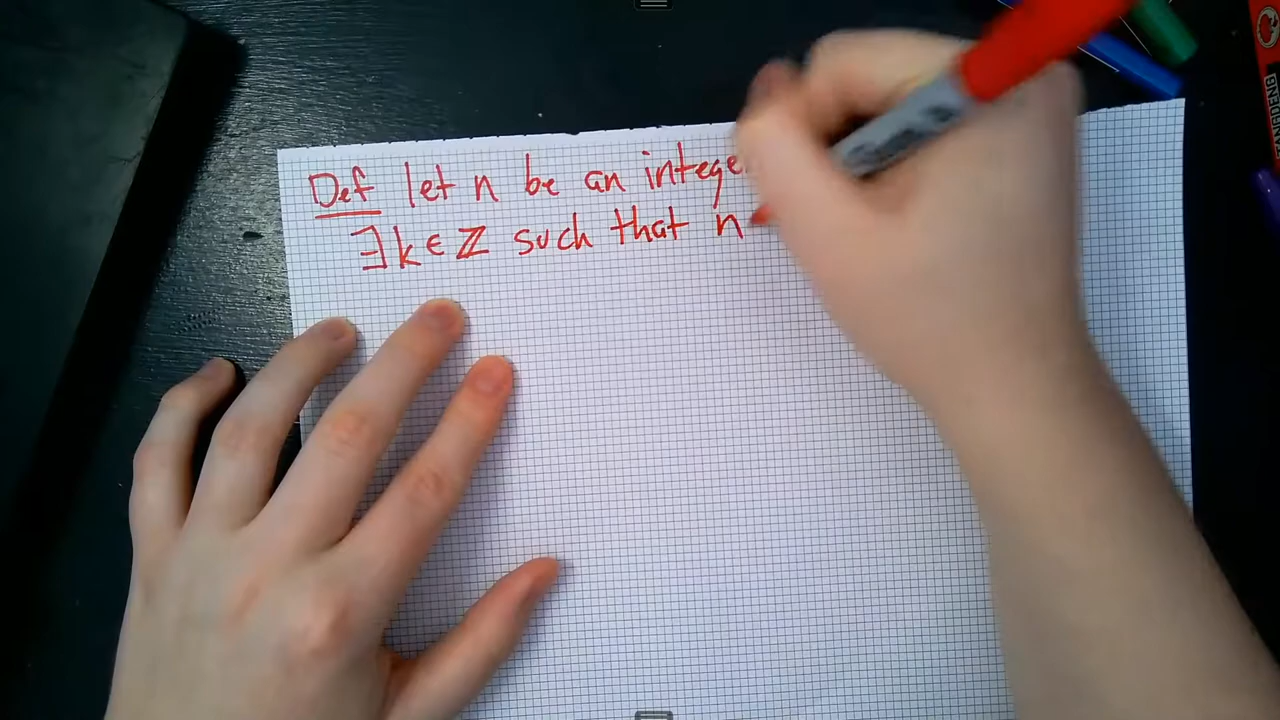 Def let n be an intege
∃ k ∈ ℤ such that n